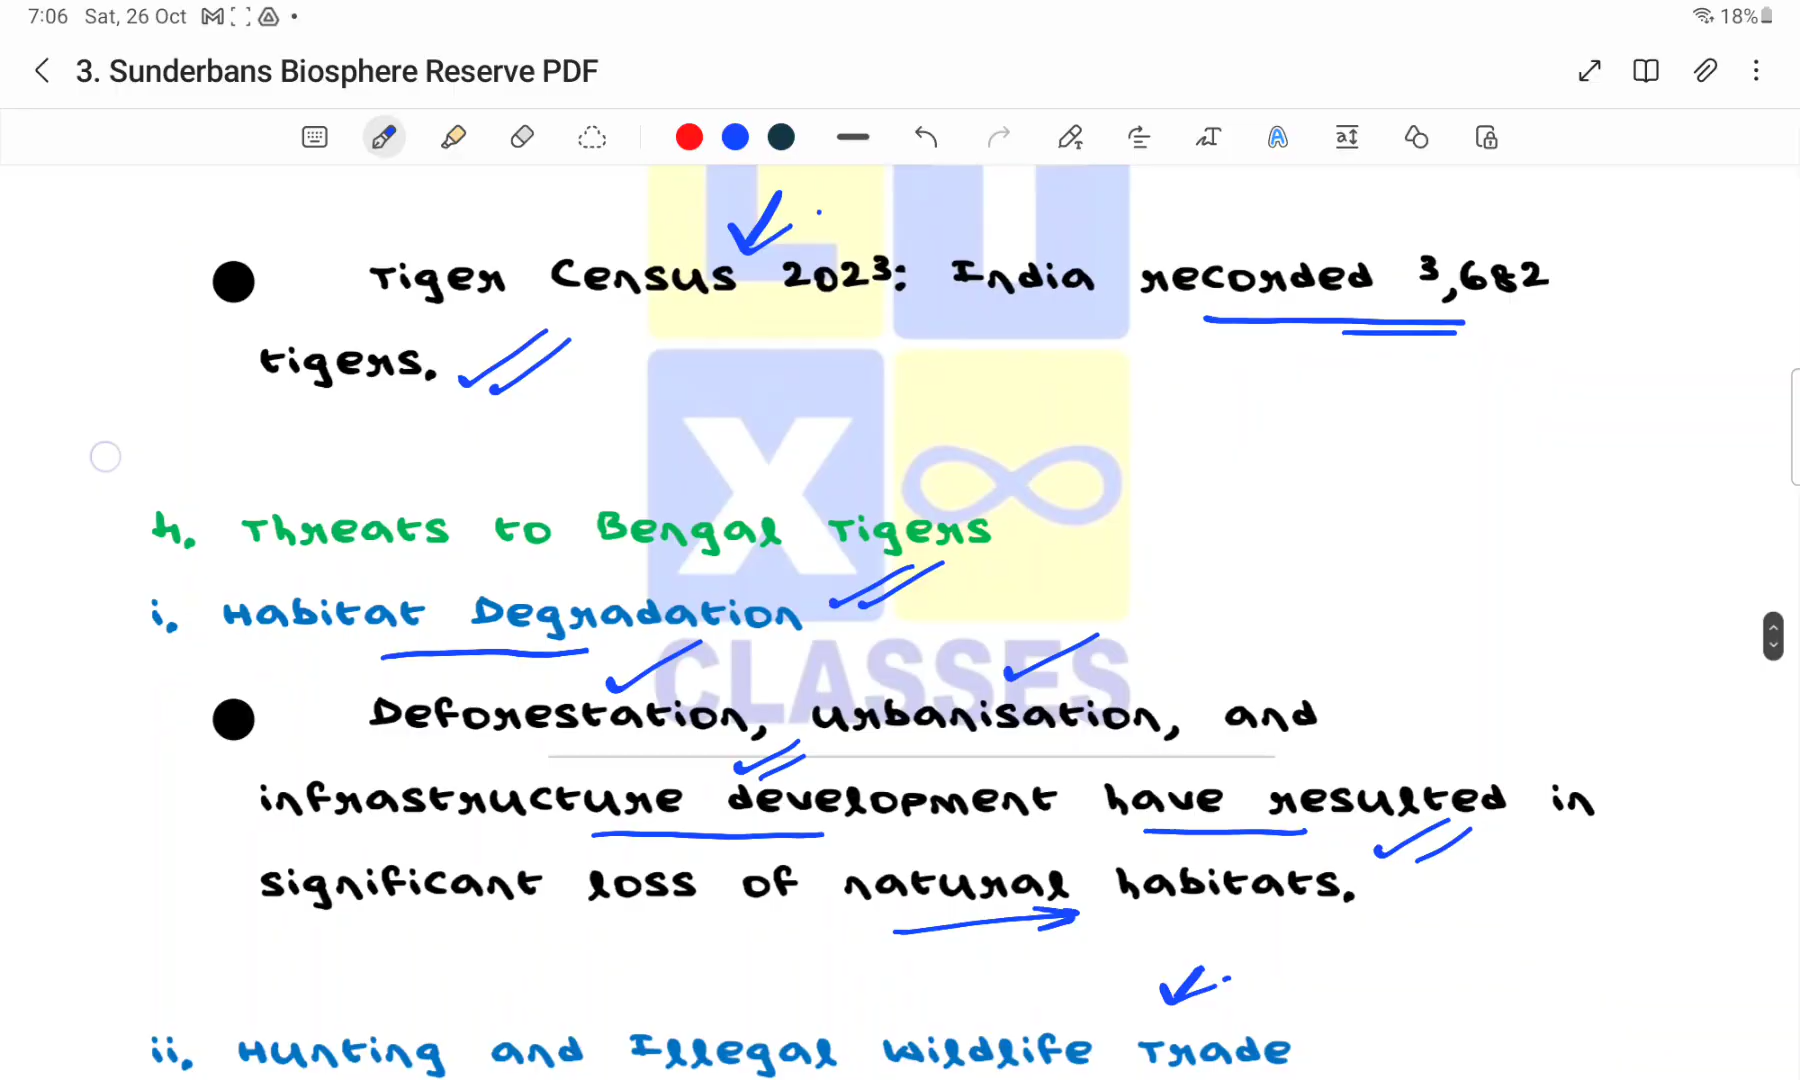 7:06 Sat, 26 Oct
18%
3. Sunderbans Biosphere Reserve PDF
LU
Tiger Census 2023: India recorded 3,682
tigers.
X ∞
4. Threats to Bengal Tigers
i. Habitat Degradation
CLASSES
Deforestation, urbanisation, and
infrastructure development have resulted in
significant loss of natural habitats.
ii. Hunting and Illegal Wildlife Trade